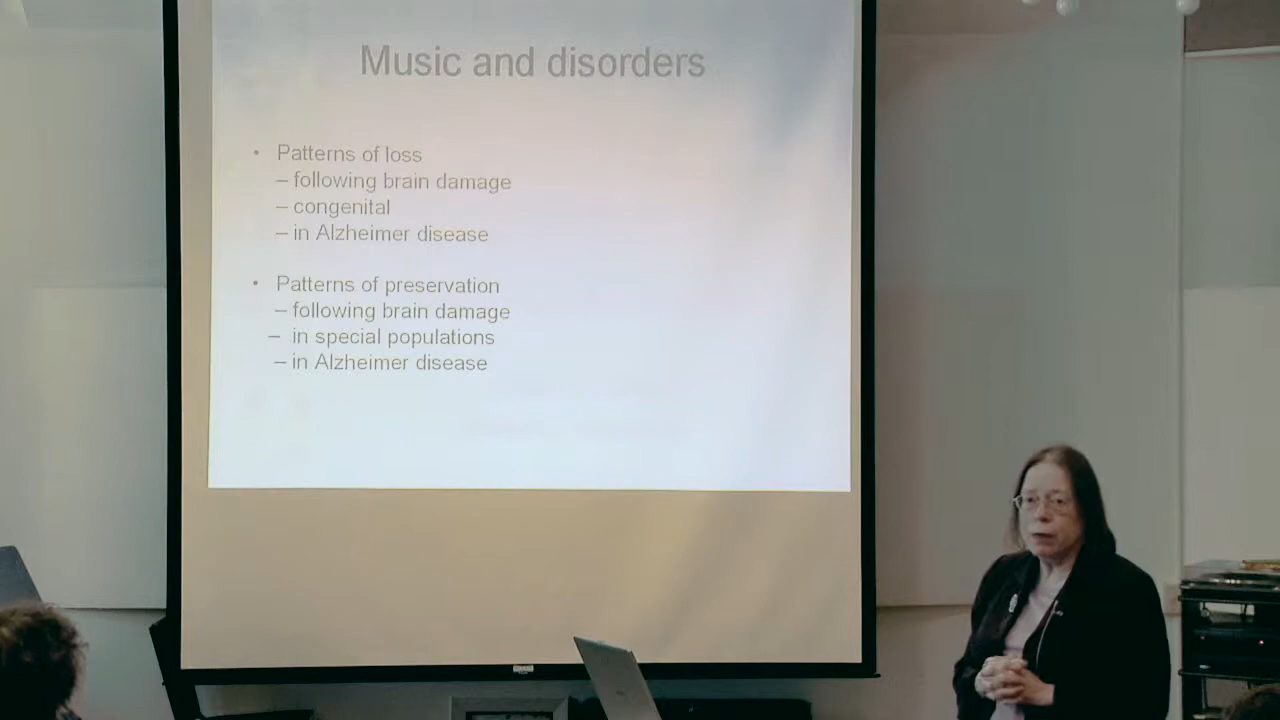 Music and disorders
• Patterns of loss
– following brain damage
– congenital
– in Alzheimer disease
• Patterns of preservation
– following brain damage
– in special populations
– in Alzheimer disease